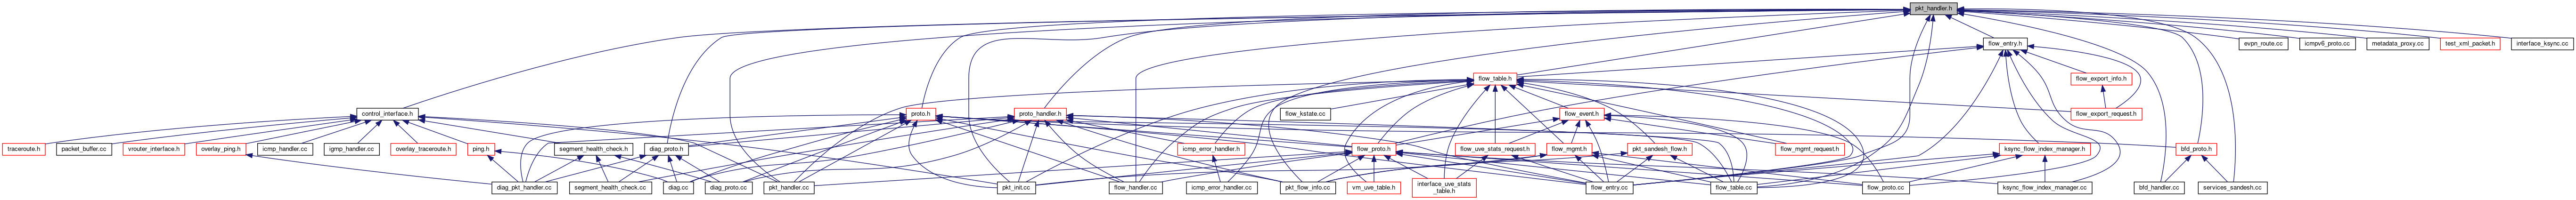 pkt_handler.h
flow_entry.h
evpn_route.cc
icmpv6_proto.cc
metadata_proxy.cc
test_xml_packet.h
interface_ksync.cc
flow_table.h
flow_export_info.h
control_interface.h
proto.h
proto_handler.h
flow_kstate.cc
flow_event.h
flow_export_request.h
traceroute.h
packet_buffer.cc
vrouter_interface.h
overlay_ping.h
icmp_handler.cc
igmp_handler.cc
overlay_traceroute.h
ping.h
segment_health_check.h
diag_proto.h
icmp_error_handler.h
flow_proto.h
flow_uve_stats_request.h
flow_mgmt.h
pkt_sandesh_flow.h
flow_mgmt_request.h
ksync_flow_index_manager.h
bfd_proto.h
diag_pkt_handler.cc
segment_health_check.cc
diag.cc
diag_proto.cc
pkt_handler.cc
pkt_init.cc
flow_handler.cc
icmp_error_handler.cc
pkt_flow_info.cc
vm_uve_table.h
interface_uve_stats
_table.h
flow_entry.cc
flow_table.cc
flow_proto.cc
ksync_flow_index_manager.cc
bfd_handler.cc
services_sandesh.cc